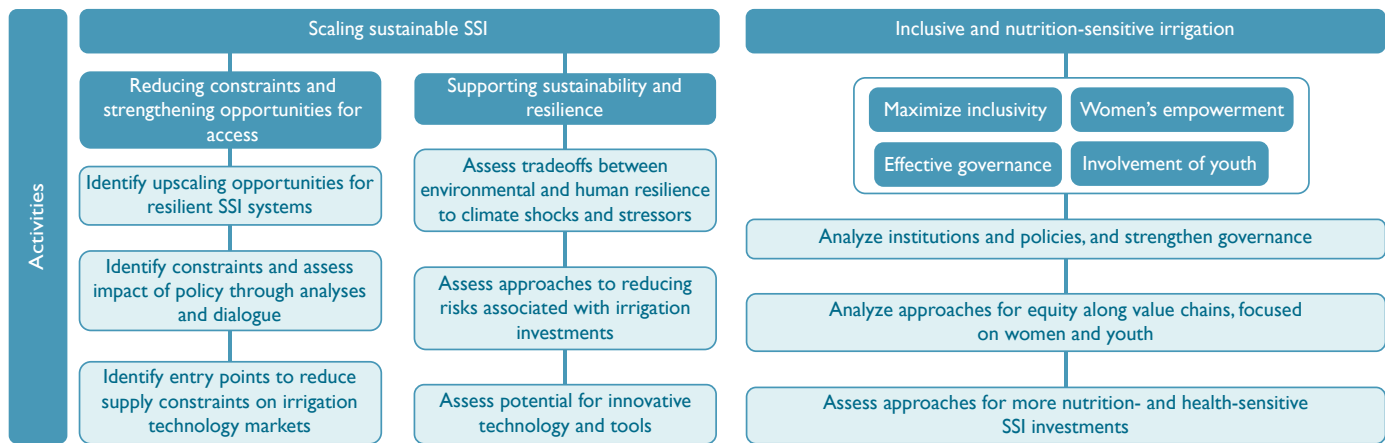 Activities
Scaling sustainable SSI
Reducing constraints and
strengthening opportunities for
access
Identify upscaling opportunities for
resilient SSI systems
Identify constraints and assess
impact of policy through analyses
and dialogue
Identify entry points to reduce
supply constraints on irrigation
technology markets
Supporting sustainability and
resilience
Assess tradeoffs between
environmental and human resilience
to climate shocks and stressors
Assess approaches to reducing
risks associated with irrigation
investments
Assess potential for innovative
technology and tools
Inclusive and nutrition-sensitive irrigation
Maximize inclusivity
Women’s empowerment
Effective governance
Involvement of youth
Analyze institutions and policies, and strengthen governance
Analyze approaches for equity along value chains, focused
on women and youth
Assess approaches for more nutrition- and health-sensitive
SSI investments